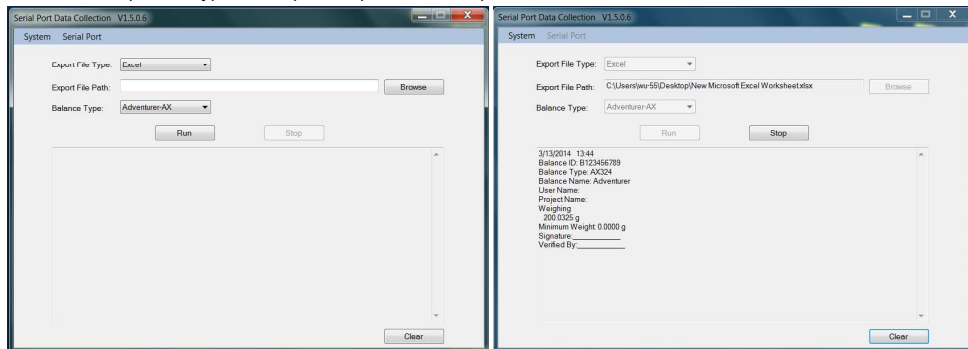 Serial Port Data Collection V1.5.0.6
System Serial Port
Export File Type: Excel
Export File Path: Browse
Balance Type: Adventurer-AX
Run Stop
Clear
Serial Port Data Collection V1.5.0.6
System Serial Port
Export File Type: Excel
Export File Path: C:\Users\wu-55\Desktop\New Microsoft Excel Worksheet.xlsx Browse
Balance Type: Adventurer-AX
Run Stop
3/13/2014 13:44
Balance ID: B123456789
Balance Type: AX324
Balance Name: Adventurer
User Name:
Project Name:
Weighing
200.0325 g
Minimum Weight: 0.0000 g
Signature:___________
Verified By:___________
Clear